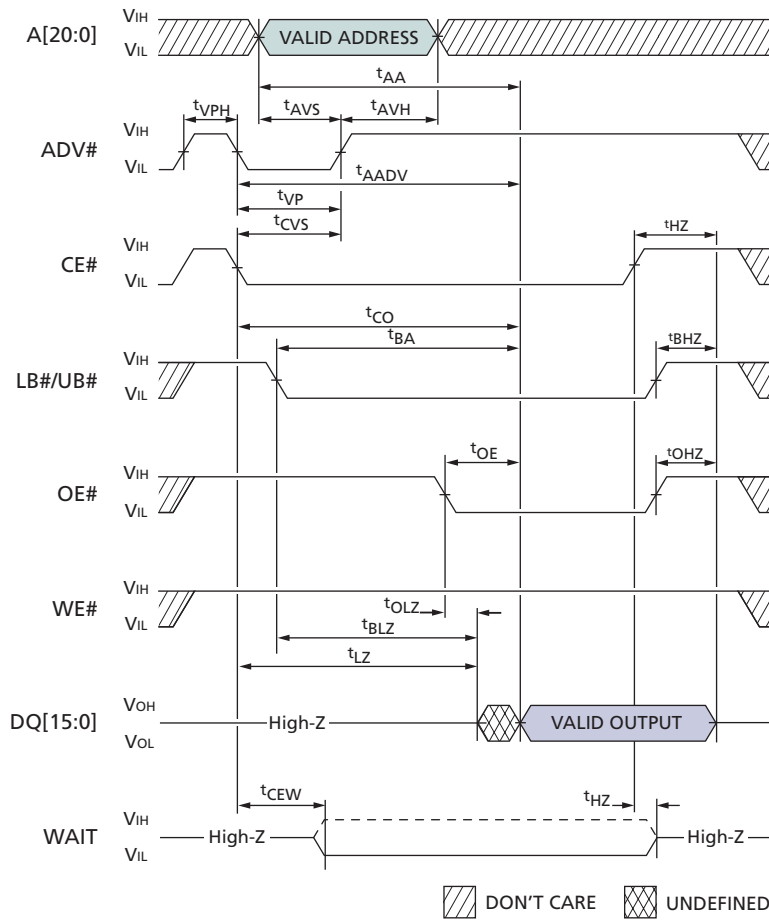 A[20:0] VIH VIL VALID ADDRESS
tAA
tVPH tAVS tAVH
ADV# VIH VIL
tAADV
tVP
tCVS
CE# VIH VIL tHZ
tCO
tBA
LB#/UB# VIH VIL tBHZ
OE# VIH VIL tOE tOHZ
WE# VIH VIL
tOLZ
tBLZ
tLZ
DQ[15:0] VOH VOL High-Z VALID OUTPUT
tCEW tHZ
WAIT VIH VIL High-Z High-Z
DON'T CARE UNDEFINED